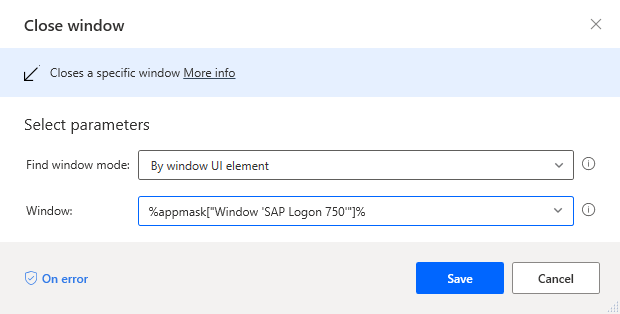 Close window
Closes a specific window More info
Select parameters
Find window mode: By window UI element
Window: %appmask["Window 'SAP Logon 750'"]%
On error Save Cancel